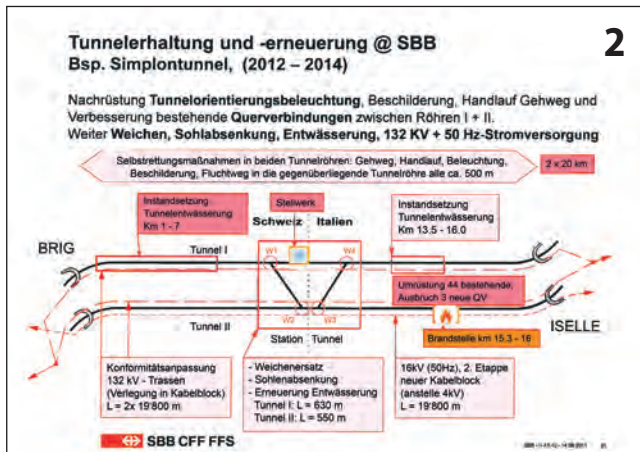 2
Tunnelerhaltung und -erneuerung @ SBB
Bsp. Simplontunnel, (2012 – 2014)
Nachrüstung Tunnelorientierungsbeleuchtung, Beschilderung, Handlauf Gehweg und
Verbesserung bestehende Querverbindungen zwischen Röhren I + II.
Weiter Weichen, Sohlabsenkung, Entwässerung, 132 KV + 50 Hz-Stromversorgung
Selbstrettungsmaßnahmen in beiden Tunnelröhren: Gehweg, Handlauf, Beleuchtung,
Beschilderung, Fluchtweg in die gegenüberliegende Tunnelröhre alle ca. 500 m
2 x 20 km
Instandsetzung
Tunnelentwässerung
Km 1 - 7
Stellwerk
Schweiz
Italien
Instandsetzung
Tunnelentwässerung
Km 13.5 - 16.0
BRIG
Tunnel I
W1
W4
Umrüstung 44 bestehende,
Ausbruch 3 neue QV
ISELLE
Tunnel II
W2
W3
Brandstelle km 15.3 - 16
Station
Tunnel
Konformitätsanpassung
132 kV - Trassen
(Verlegung in Kabelblock)
L = 2x 19'800 m
- Weichenersatz
- Sohlenabsenkung
- Erneuerung Entwässerung
Tunnel I: L = 630 m
Tunnel II: L = 550 m
16kV (50Hz), 2. Etappe
neuer Kabelblock
(anstelle 4kV)
L = 19'800 m
SBB CFF FFS